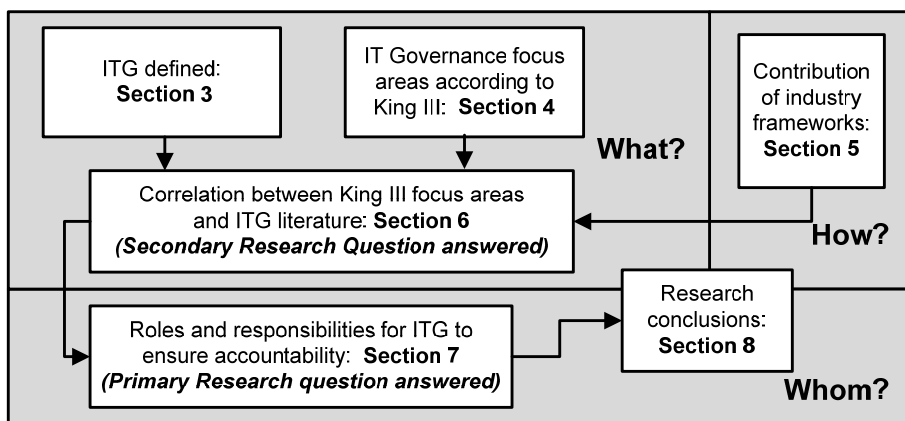 ITG defined:
Section 3
IT Governance focus
areas according to
King III: Section 4
Contribution
of industry
frameworks:
Section 5
What?
Correlation between King III focus areas
and ITG literature: Section 6
(Secondary Research Question answered)
How?
Roles and responsibilities for ITG to
ensure accountability: Section 7
(Primary Research question answered)
Research
conclusions:
Section 8
Whom?